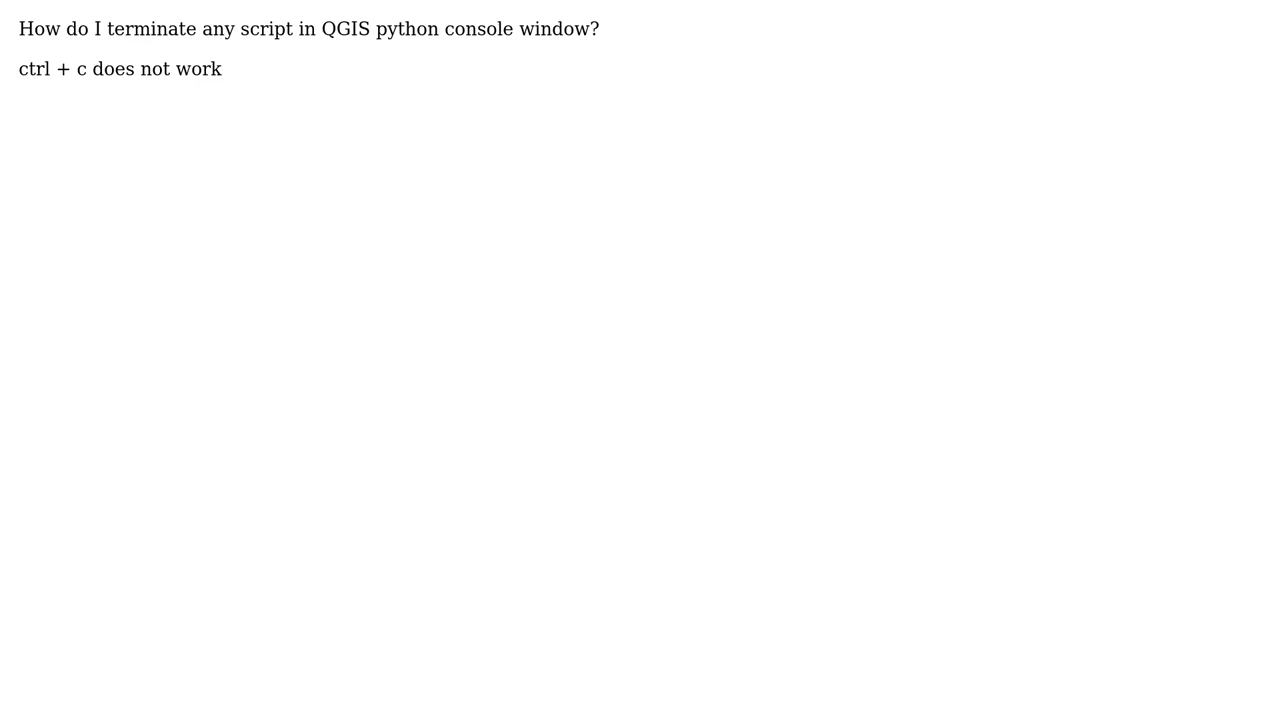 How do I terminate any script in QGIS python console window?
ctrl + c does not work